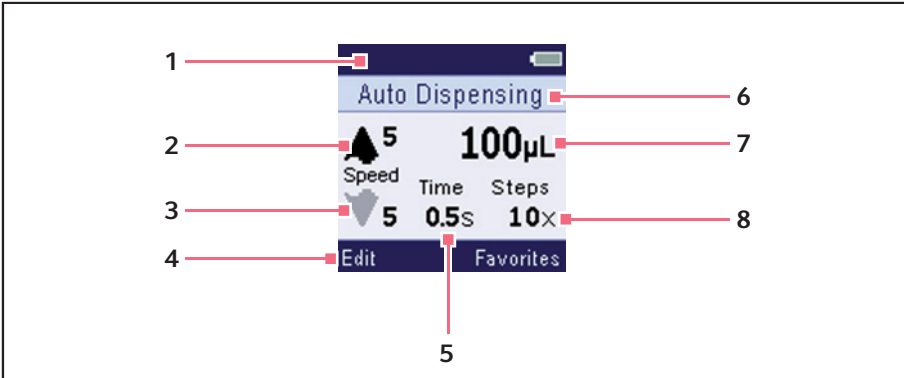 1
Auto Dispensing
6
2
5
100µL
7
Speed
Time
Steps
3
5
0.5s
10×
8
4
Edit
Favorites
5